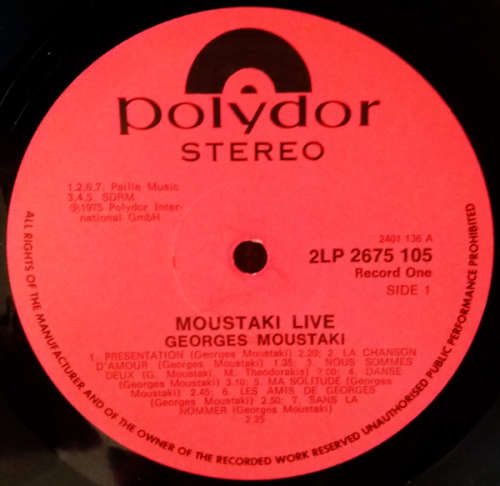 polydor
STEREO
1.2.6.7. Paille Music
3.4.5. SDRM
℗1975 Polydor Inter-
national GmbH
2401 136 A
2LP 2675 105
Record One
SIDE 1
MOUSTAKI LIVE
GEORGES MOUSTAKI
1. PRESENTATION (Georges Moustaki) 2.20; 2. LA CHANSON
D'AMOUR (Georges Moustaki) 1.35; 3. NOUS SOMMES
DEUX (G. Moustaki, M. Theodorakis) 2.09; 4. DANSE
(Georges Moustaki) 3.10; 5. MA SOLITUDE (Georges
Moustaki) 2.45; 6. LES AMIS DE GEORGES
(Georges Moustaki) 2.50; 7. SANS LA
NOMMER (Georges Moustaki)
2.25
ALL RIGHTS OF THE MANUFACTURER AND OF THE OWNER OF THE RECORDED WORK RESERVED UNAUTHORISED PUBLIC PERFORMANCE PROHIBITED